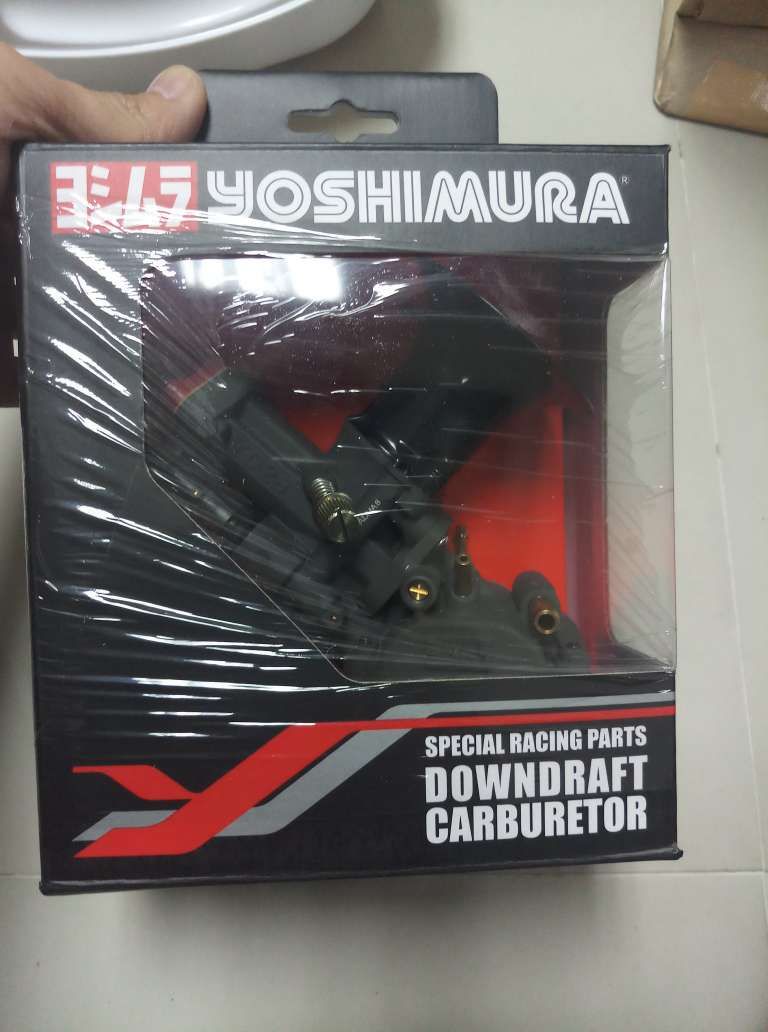 ヨシムラ YOSHIMURA®
SPECIAL RACING PARTS
DOWNDRAFT
CARBURETOR